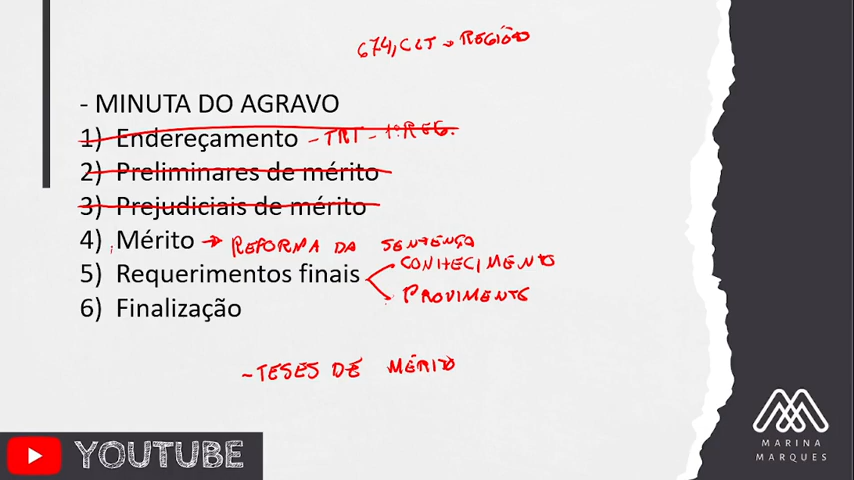 674, CLT → REGIÃO
- MINUTA DO AGRAVO
1) Endereçamento - TRT - 1ª REG.
2) Preliminares de mérito
3) Prejudiciais de mérito
4) Mérito → REFORMA DA SENTENÇA
5) Requerimentos finais CONHECIMENTO
PROVIMENTO
6) Finalização
- TESES DE MÉRITO
YOUTUBE
MARINA
MARQUES